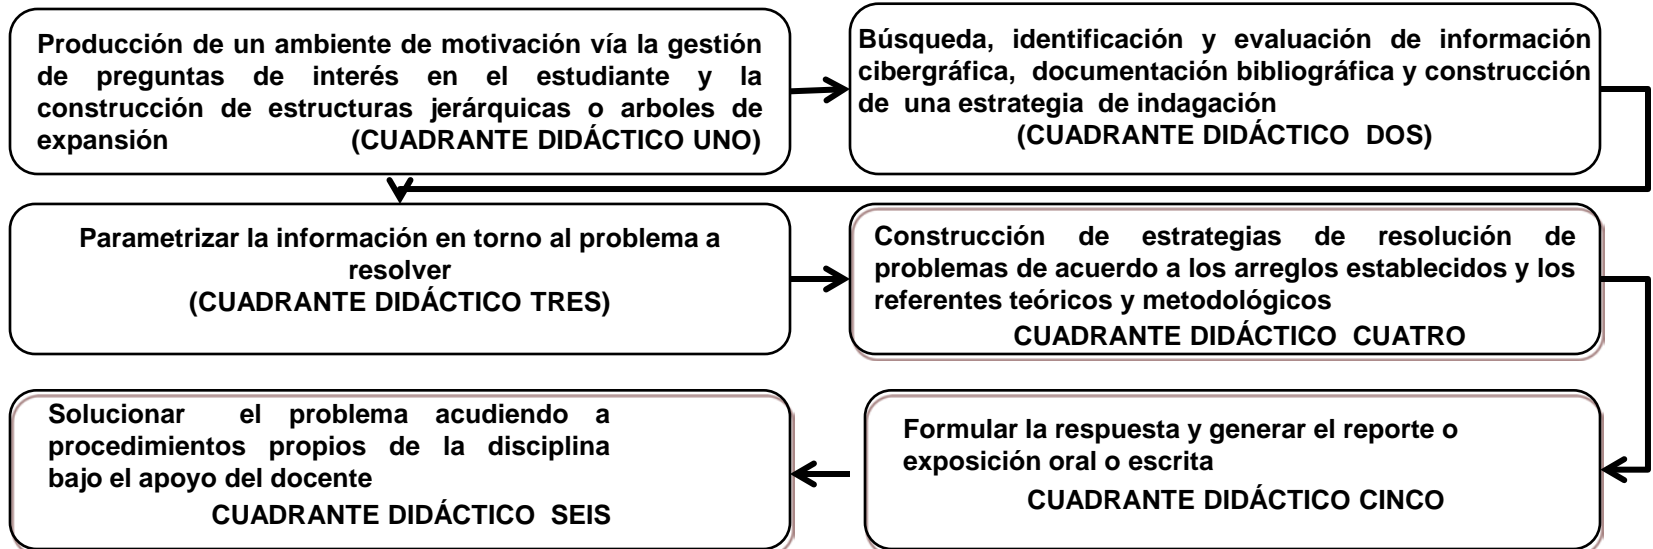 Producción de un ambiente de motivación vía la gestión
de preguntas de interés en el estudiante y la
construcción de estructuras jerárquicas o arboles de
expansión (CUADRANTE DIDÁCTICO UNO)
Búsqueda, identificación y evaluación de información
cibergráfica, documentación bibliográfica y construcción
de una estrategia de indagación
(CUADRANTE DIDÁCTICO DOS)
Parametrizar la información en torno al problema a
resolver
(CUADRANTE DIDÁCTICO TRES)
Construcción de estrategias de resolución de
problemas de acuerdo a los arreglos establecidos y los
referentes teóricos y metodológicos
CUADRANTE DIDÁCTICO CUATRO
Formular la respuesta y generar el reporte o
exposición oral o escrita
CUADRANTE DIDÁCTICO CINCO
Solucionar el problema acudiendo a
procedimientos propios de la disciplina
bajo el apoyo del docente
CUADRANTE DIDÁCTICO SEIS